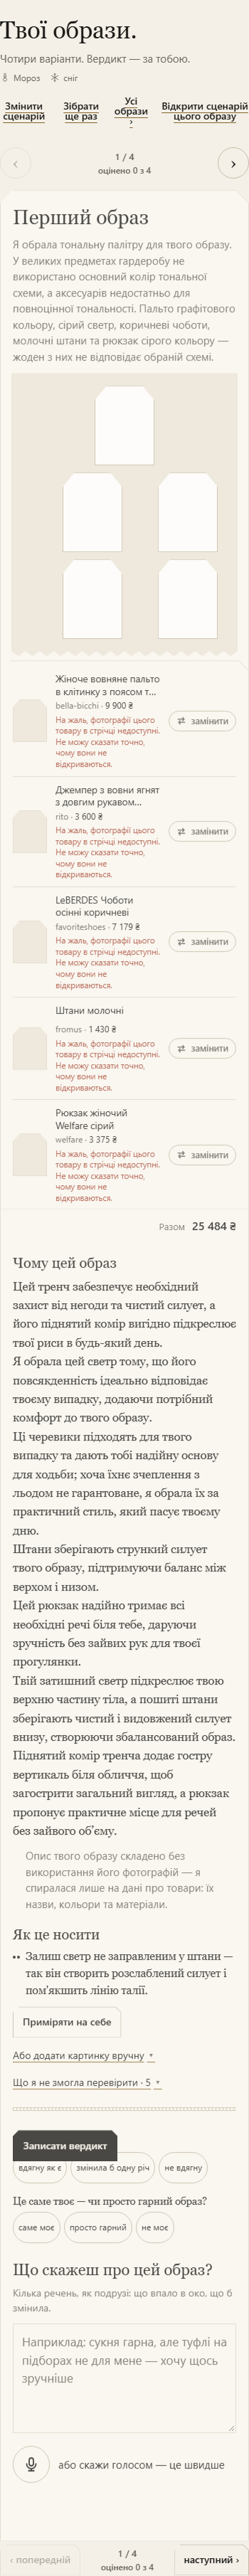 Твої образи.
Чотири варіанти. Вердикт — за тобою.
Мороз сніг
Змінити сценарій
Зібрати ще раз
Усі образи ›
Відкрити сценарій цього образу
‹
1 / 4
оцінено 0 з 4
›
Перший образ
Я обрала тональну палітру для твого образу.
У великих предметах гардеробу не
використано основний колір тональної
схеми, а аксесуарів недостатньо для
повноцінної тональності. Пальто графітового
кольору, сірий светр, коричневі чоботи,
молочні штани та рюкзак сірого кольору —
жоден з них не відповідає обраній схемі.
Жіноче вовняне пальто
в клітинку з поясом т...
bella-bicchi · 9 900 ₴
На жаль, фотографії цього
товару в стрічці недоступні.
Не можу сказати точно,
чому вони не
відкриваються.
⇄ замінити
Джемпер з вовни ягнят
з довгим рукавом...
rito · 3 600 ₴
На жаль, фотографії цього
товару в стрічці недоступні.
Не можу сказати точно,
чому вони не
відкриваються.
⇄ замінити
LeBERDES Чоботи
осінні коричневі
favoriteshoes · 7 179 ₴
На жаль, фотографії цього
товару в стрічці недоступні.
Не можу сказати точно,
чому вони не
відкриваються.
⇄ замінити
Штани молочні
fromus · 1 430 ₴
На жаль, фотографії цього
товару в стрічці недоступні.
Не можу сказати точно,
чому вони не
відкриваються.
⇄ замінити
Рюкзак жіночий
Welfare сірий
welfare · 3 375 ₴
На жаль, фотографії цього
товару в стрічці недоступні.
Не можу сказати точно,
чому вони не
відкриваються.
⇄ замінити
Разом 25 484 ₴
Чому цей образ
Цей тренч забезпечує необхідний
захист від негоди та чистий силует, а
його піднятий комір вигідно підкреслює
твої риси в будь-який день.
Я обрала цей светр тому, що його
повсякденність ідеально відповідає
твоєму випадку, додаючи потрібний
комфорт до твого образу.
Ці черевики підходять для твого
випадку та дають тобі надійну основу
для ходьби; хоча їхнє зчеплення з
льодом не гарантоване, я обрала їх за
практичний стиль, який пасує твоєму
дню.
Штани зберігають стрункий силует
твого образу, підтримуючи баланс між
верхом і низом.
Цей рюкзак надійно тримає всі
необхідні речі біля тебе, даруючи
зручність без зайвих рук для твоєї
прогулянки.
Твій затишний светр підкреслює твою
верхню частину тіла, а пошиті штани
зберігають чистий і видовжений силует
внизу, створюючи збалансований образ.
Піднятий комір тренча додає гостру
вертикаль біля обличчя, щоб
загострити загальний вигляд, а рюкзак
пропонує практичне місце для речей
без зайвого об’єму.
Опис твого образу складено без
використання його фотографій — я
спиралася лише на дані про товари: їх
назви, кольори та матеріали.
Як це носити
•• Залиш светр не заправленим у штани —
так він створить розслаблений силует і
пом'якшить лінію талії.
Приміряти на себе
Або додати картинку вручну
Що я не змогла перевірити · 5
Записати вердикт
вдягну як є
змінила б одну річ
не вдягну
Це саме твоє — чи просто гарний образ?
саме моє
просто гарний
не моє
Що скажеш про цей образ?
Кілька речень, як подрузі: що впало в око, що б
змінила.
Наприклад: сукня гарна, але туфлі на
підборах не для мене — хочу щось
зручніше
або скажи голосом — це швидше
‹ попередній
1 / 4
оцінено 0 з 4
наступний ›